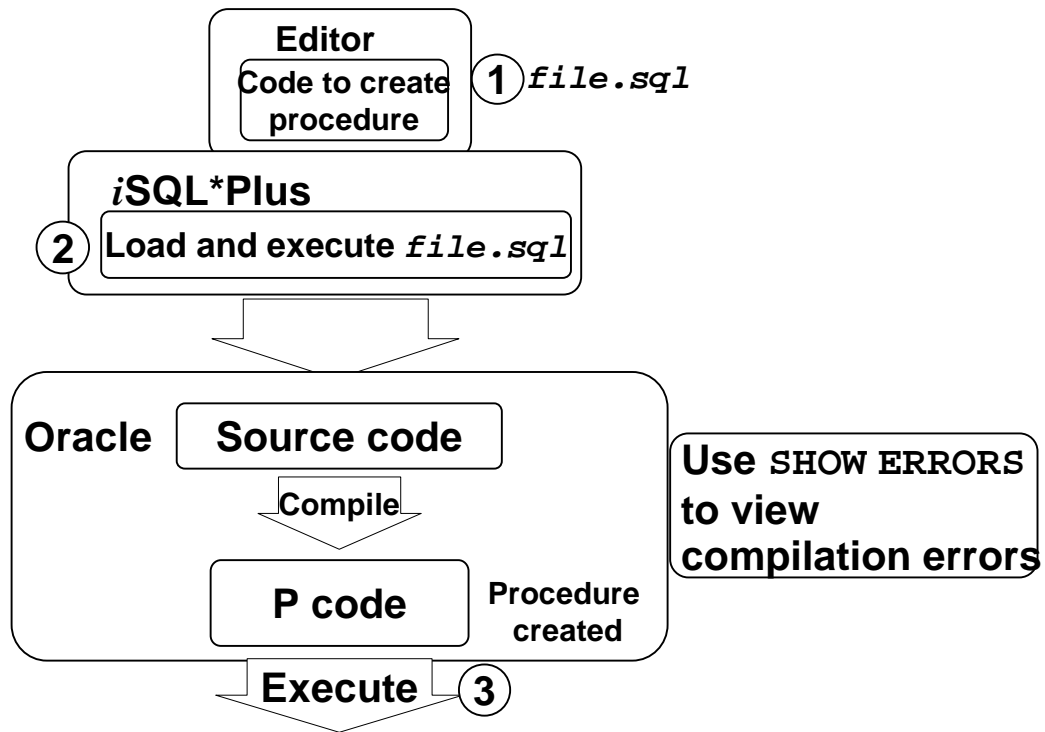 Editor
Code to create
procedure
1 file.sql
iSQL*Plus
2 Load and execute file.sql
Oracle
Source code
Compile
P code
Procedure
created
Use SHOW ERRORS
to view
compilation errors
Execute 3